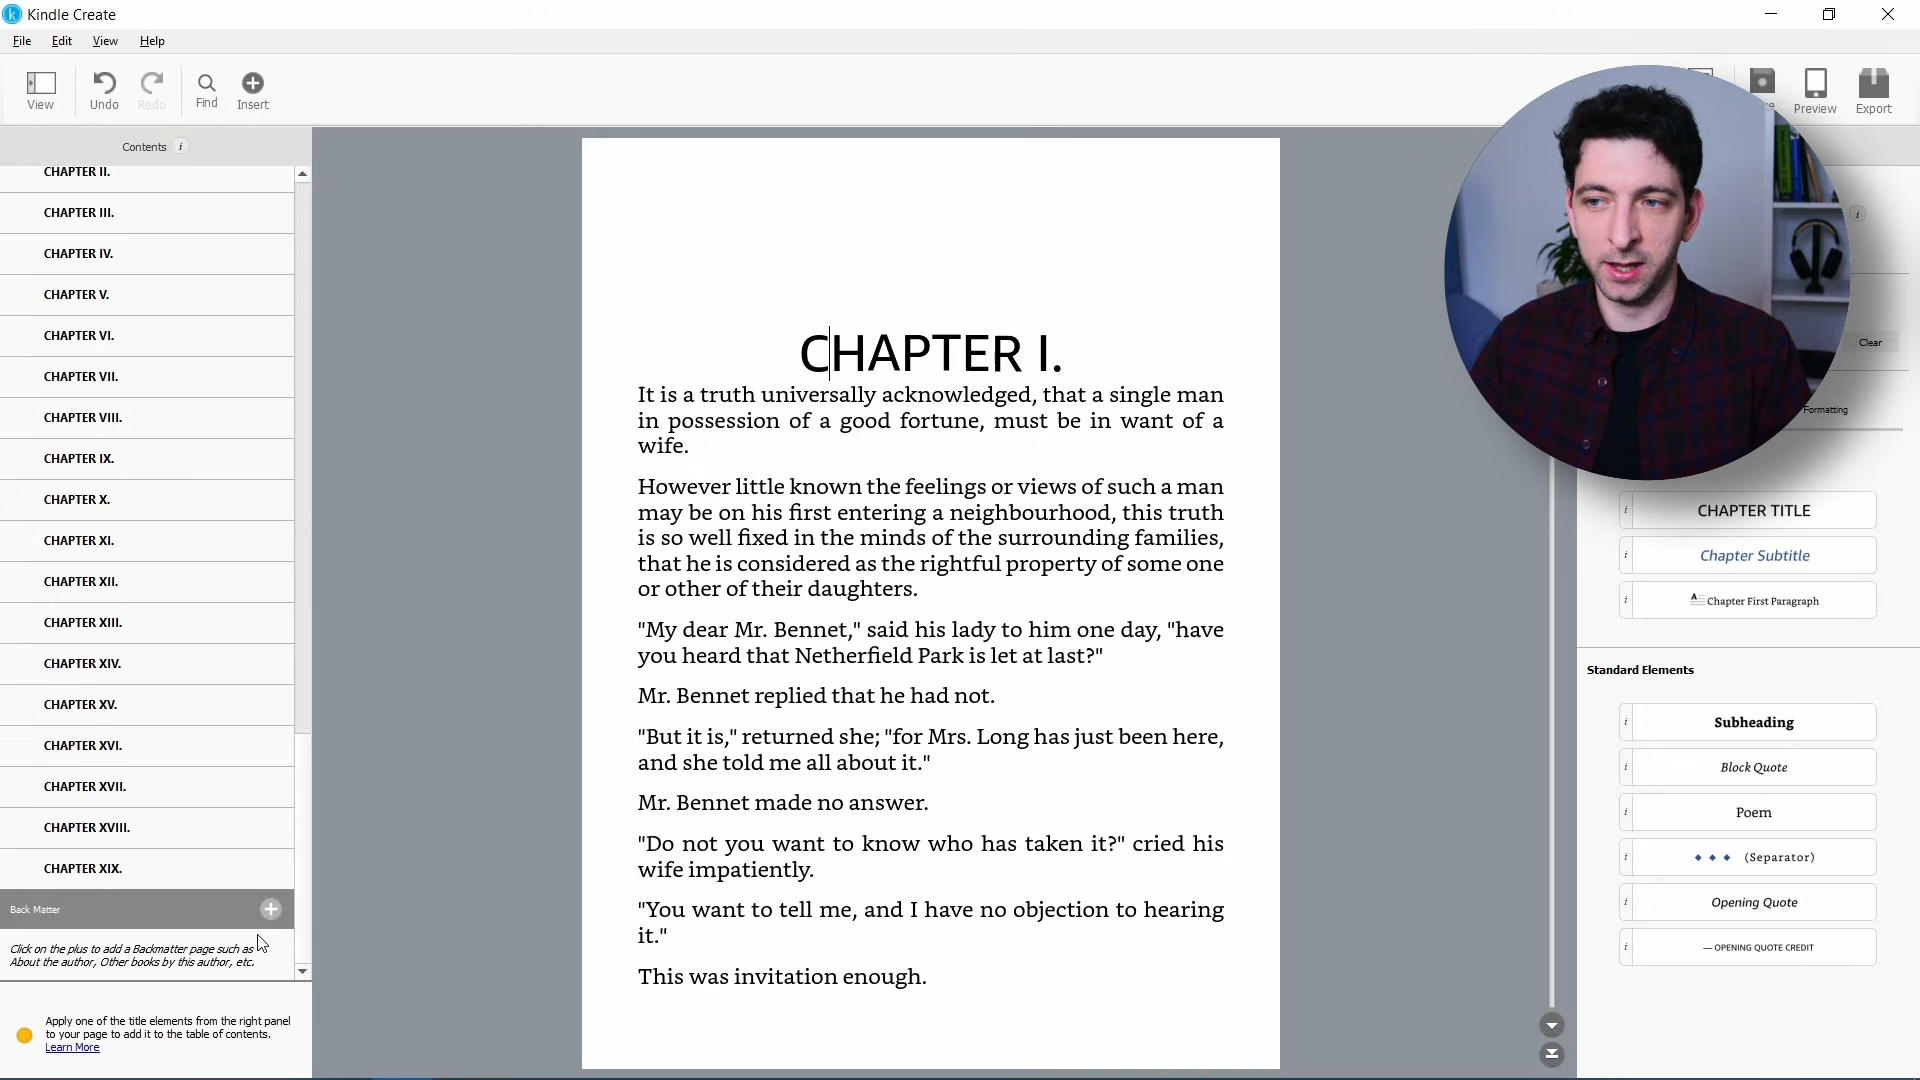 Kindle Create
File Edit View Help
View Undo Redo Find Insert Preview Export
Contents i
CHAPTER II.
CHAPTER III.
CHAPTER IV.
CHAPTER V.
CHAPTER VI.
CHAPTER VII.
CHAPTER VIII.
CHAPTER IX.
CHAPTER X.
CHAPTER XI.
CHAPTER XII.
CHAPTER XIII.
CHAPTER XIV.
CHAPTER XV.
CHAPTER XVI.
CHAPTER XVII.
CHAPTER XVIII.
CHAPTER XIX.
Back Matter
Click on the plus to add a Backmatter page such as
About the author, Other books by this author, etc.
Apply one of the title elements from the right panel
to your page to add it to the table of contents.
Learn More
CHAPTER I.
It is a truth universally acknowledged, that a single man
in possession of a good fortune, must be in want of a
wife.
However little known the feelings or views of such a man
may be on his first entering a neighbourhood, this truth
is so well fixed in the minds of the surrounding families,
that he is considered as the rightful property of some one
or other of their daughters.
"My dear Mr. Bennet," said his lady to him one day, "have
you heard that Netherfield Park is let at last?"
Mr. Bennet replied that he had not.
"But it is," returned she; "for Mrs. Long has just been here,
and she told me all about it."
Mr. Bennet made no answer.
"Do not you want to know who has taken it?" cried his
wife impatiently.
"You want to tell me, and I have no objection to hearing
it."
This was invitation enough.
i
Clear
Formatting
i CHAPTER TITLE
i Chapter Subtitle
i Chapter First Paragraph
Standard Elements
i Subheading
i Block Quote
i Poem
i (Separator)
i Opening Quote
i — OPENING QUOTE CREDIT